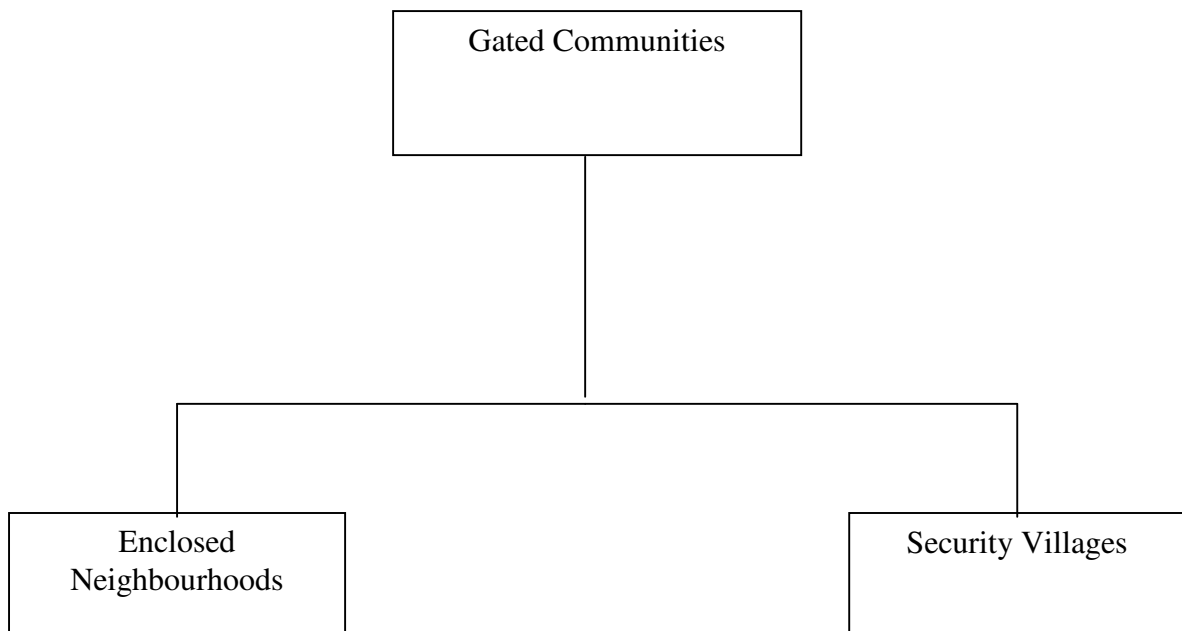 Gated Communities
Enclosed
Neighbourhoods
Security Villages